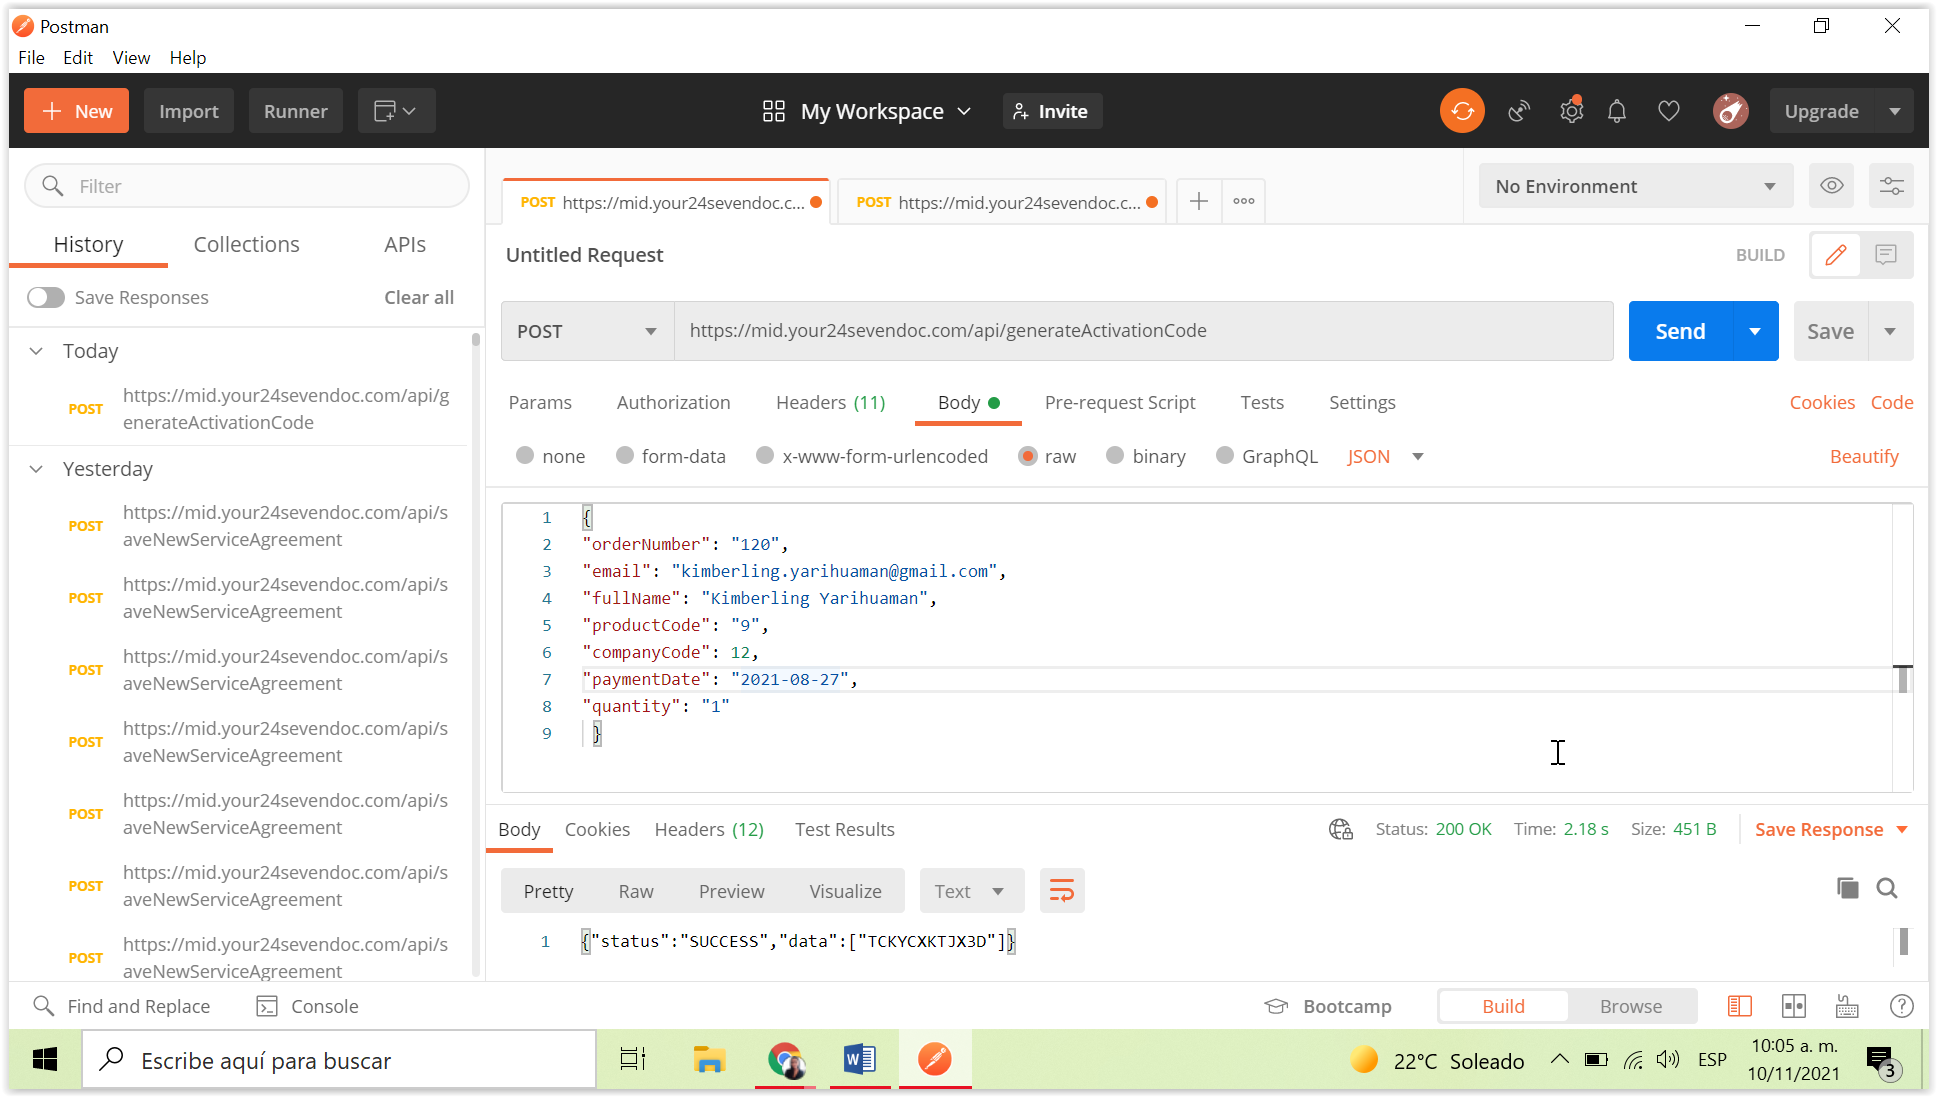 Postman
File Edit View Help
New Import Runner My Workspace Invite Upgrade
Filter
History Collections APIs
Save Responses Clear all
Today
POST https://mid.your24sevendoc.com/api/g
enerateActivationCode
Yesterday
POST https://mid.your24sevendoc.com/api/s
aveNewServiceAgreement
POST https://mid.your24sevendoc.com/api/s
aveNewServiceAgreement
POST https://mid.your24sevendoc.com/api/s
aveNewServiceAgreement
POST https://mid.your24sevendoc.com/api/s
aveNewServiceAgreement
POST https://mid.your24sevendoc.com/api/s
aveNewServiceAgreement
POST https://mid.your24sevendoc.com/api/s
aveNewServiceAgreement
POST https://mid.your24sevendoc.com/api/s
aveNewServiceAgreement
POST https://mid.your24sevendoc.c... POST https://mid.your24sevendoc.c... No Environment
Untitled Request BUILD
POST https://mid.your24sevendoc.com/api/generateActivationCode Send Save
Params Authorization Headers (11) Body Pre-request Script Tests Settings Cookies Code
none form-data x-www-form-urlencoded raw binary GraphQL JSON Beautify
1 {
2 "orderNumber": "120",
3 "email": "kimberling.yarihuaman@gmail.com",
4 "fullName": "Kimberling Yarihuaman",
5 "productCode": "9",
6 "companyCode": 12,
7 "paymentDate": "2021-08-27",
8 "quantity": "1"
9 }
Body Cookies Headers (12) Test Results Status: 200 OK Time: 2.18 s Size: 451 B Save Response
Pretty Raw Preview Visualize Text
1 {"status":"SUCCESS","data":["TCKYCXKTJX3D"]}
Find and Replace Console Bootcamp Build Browse
Escribe aquí para buscar 22°C Soleado ESP 10:05 a. m.
10/11/2021 3